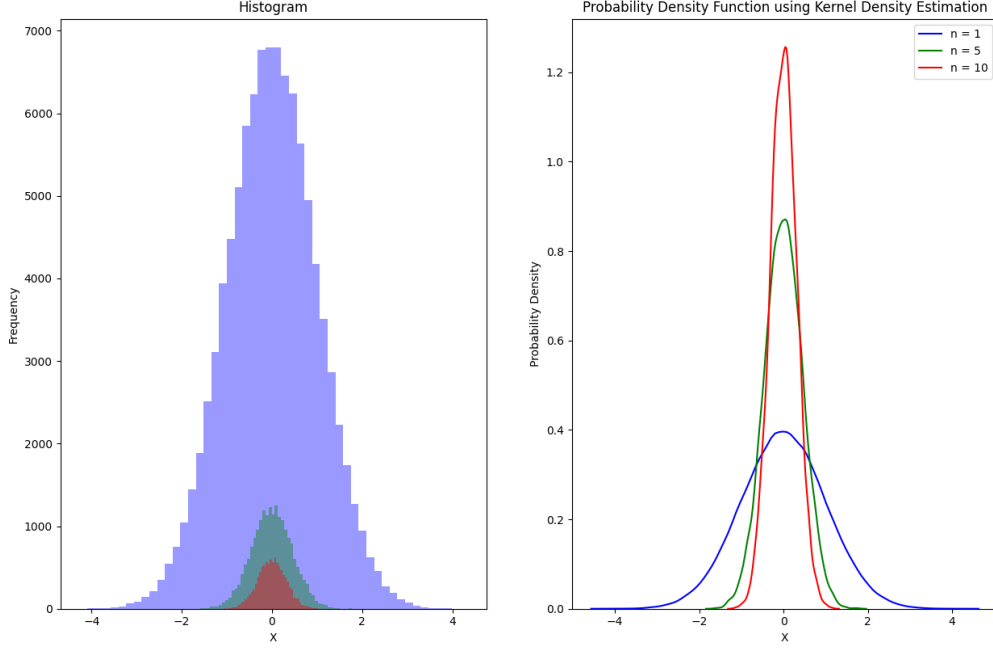 Histogram
7000
6000
5000
4000
3000
2000
1000
0
Frequency
−4
−2
0
2
4
X
Probability Density Function using Kernel Density Estimation
n = 1
n = 5
n = 10
1.2
1.0
0.8
0.6
0.4
0.2
0.0
Probability Density
−4
−2
0
2
4
X